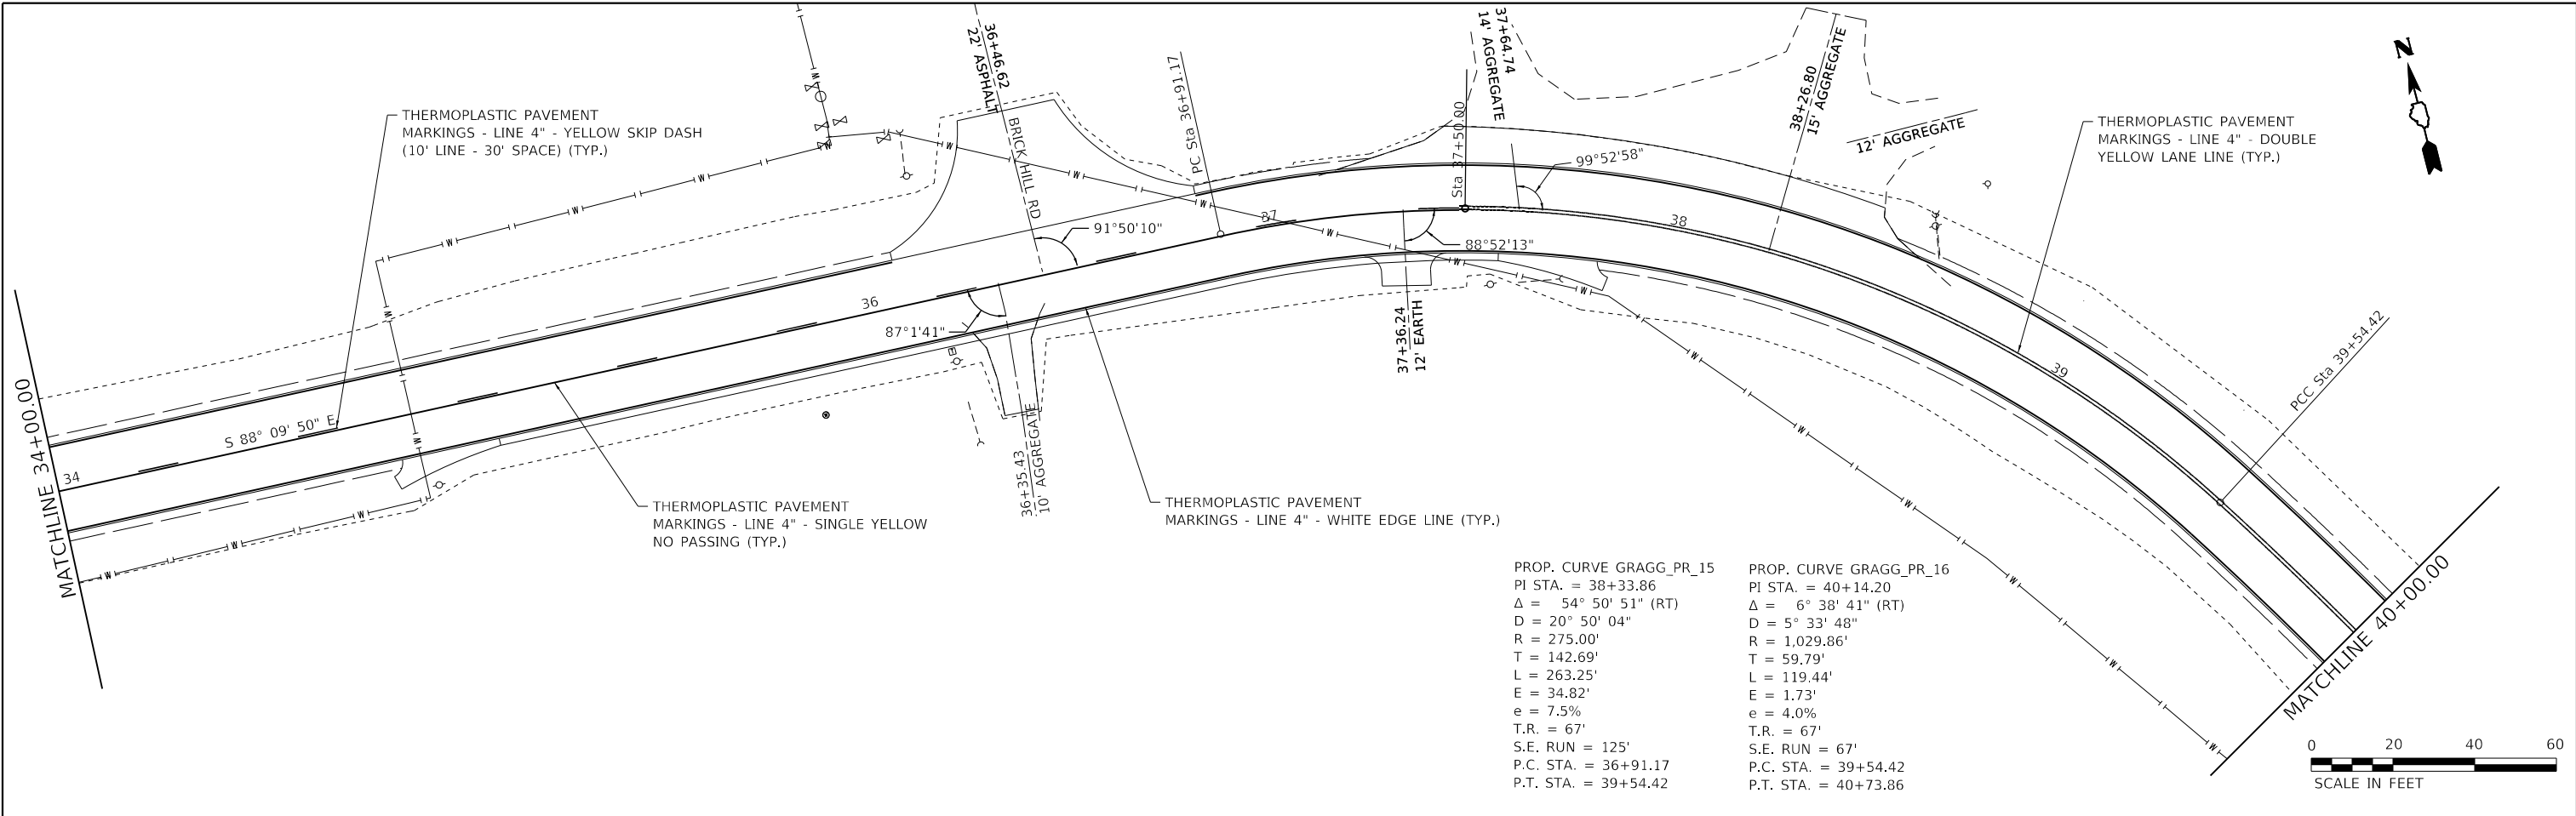 THERMOPLASTIC PAVEMENT
MARKINGS - LINE 4" - YELLOW SKIP DASH
(10' LINE - 30' SPACE) (TYP.)
36+46.62
22' ASPHALT
BRICK HILL RD
PC Sta 36+91.17
Sta 37+50.00
37+64.74
14' AGGREGATE
38+26.80
15' AGGREGATE
12' AGGREGATE
N
THERMOPLASTIC PAVEMENT
MARKINGS - LINE 4" - DOUBLE
YELLOW LANE LINE (TYP.)
99°52'58"
91°50'10"
88°52'13"
87°1'41"
34
36
37
38
39
S 88° 09' 50" E
MATCHLINE 34+00.00
37+36.24
12' EARTH
36+35.43
10' AGGREGATE
PCC Sta 39+54.42
THERMOPLASTIC PAVEMENT
MARKINGS - LINE 4" - SINGLE YELLOW
NO PASSING (TYP.)
THERMOPLASTIC PAVEMENT
MARKINGS - LINE 4" - WHITE EDGE LINE (TYP.)
PROP. CURVE GRAGG_PR_15
PI STA. = 38+33.86
Δ = 54° 50' 51" (RT)
D = 20° 50' 04"
R = 275.00'
T = 142.69'
L = 263.25'
E = 34.82'
e = 7.5%
T.R. = 67'
S.E. RUN = 125'
P.C. STA. = 36+91.17
P.T. STA. = 39+54.42
PROP. CURVE GRAGG_PR_16
PI STA. = 40+14.20
Δ = 6° 38' 41" (RT)
D = 5° 33' 48"
R = 1,029.86'
T = 59.79'
L = 119.44'
E = 1.73'
e = 4.0%
T.R. = 67'
S.E. RUN = 67'
P.C. STA. = 39+54.42
P.T. STA. = 40+73.86
MATCHLINE 40+00.00
0 20 40 60
SCALE IN FEET